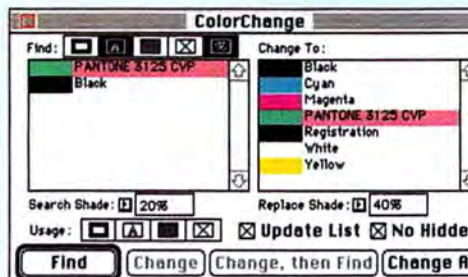 ColorChange
Find: A
PANTONE 3125 CVP
Black
Change To:
Black
Cyan
Magenta
PANTONE 3125 CVP
Registration
White
Yellow
Search Shade: 20%
Replace Shade: 40%
Usage: A
Update List No Hidde
Find Change Change, then Find Change A